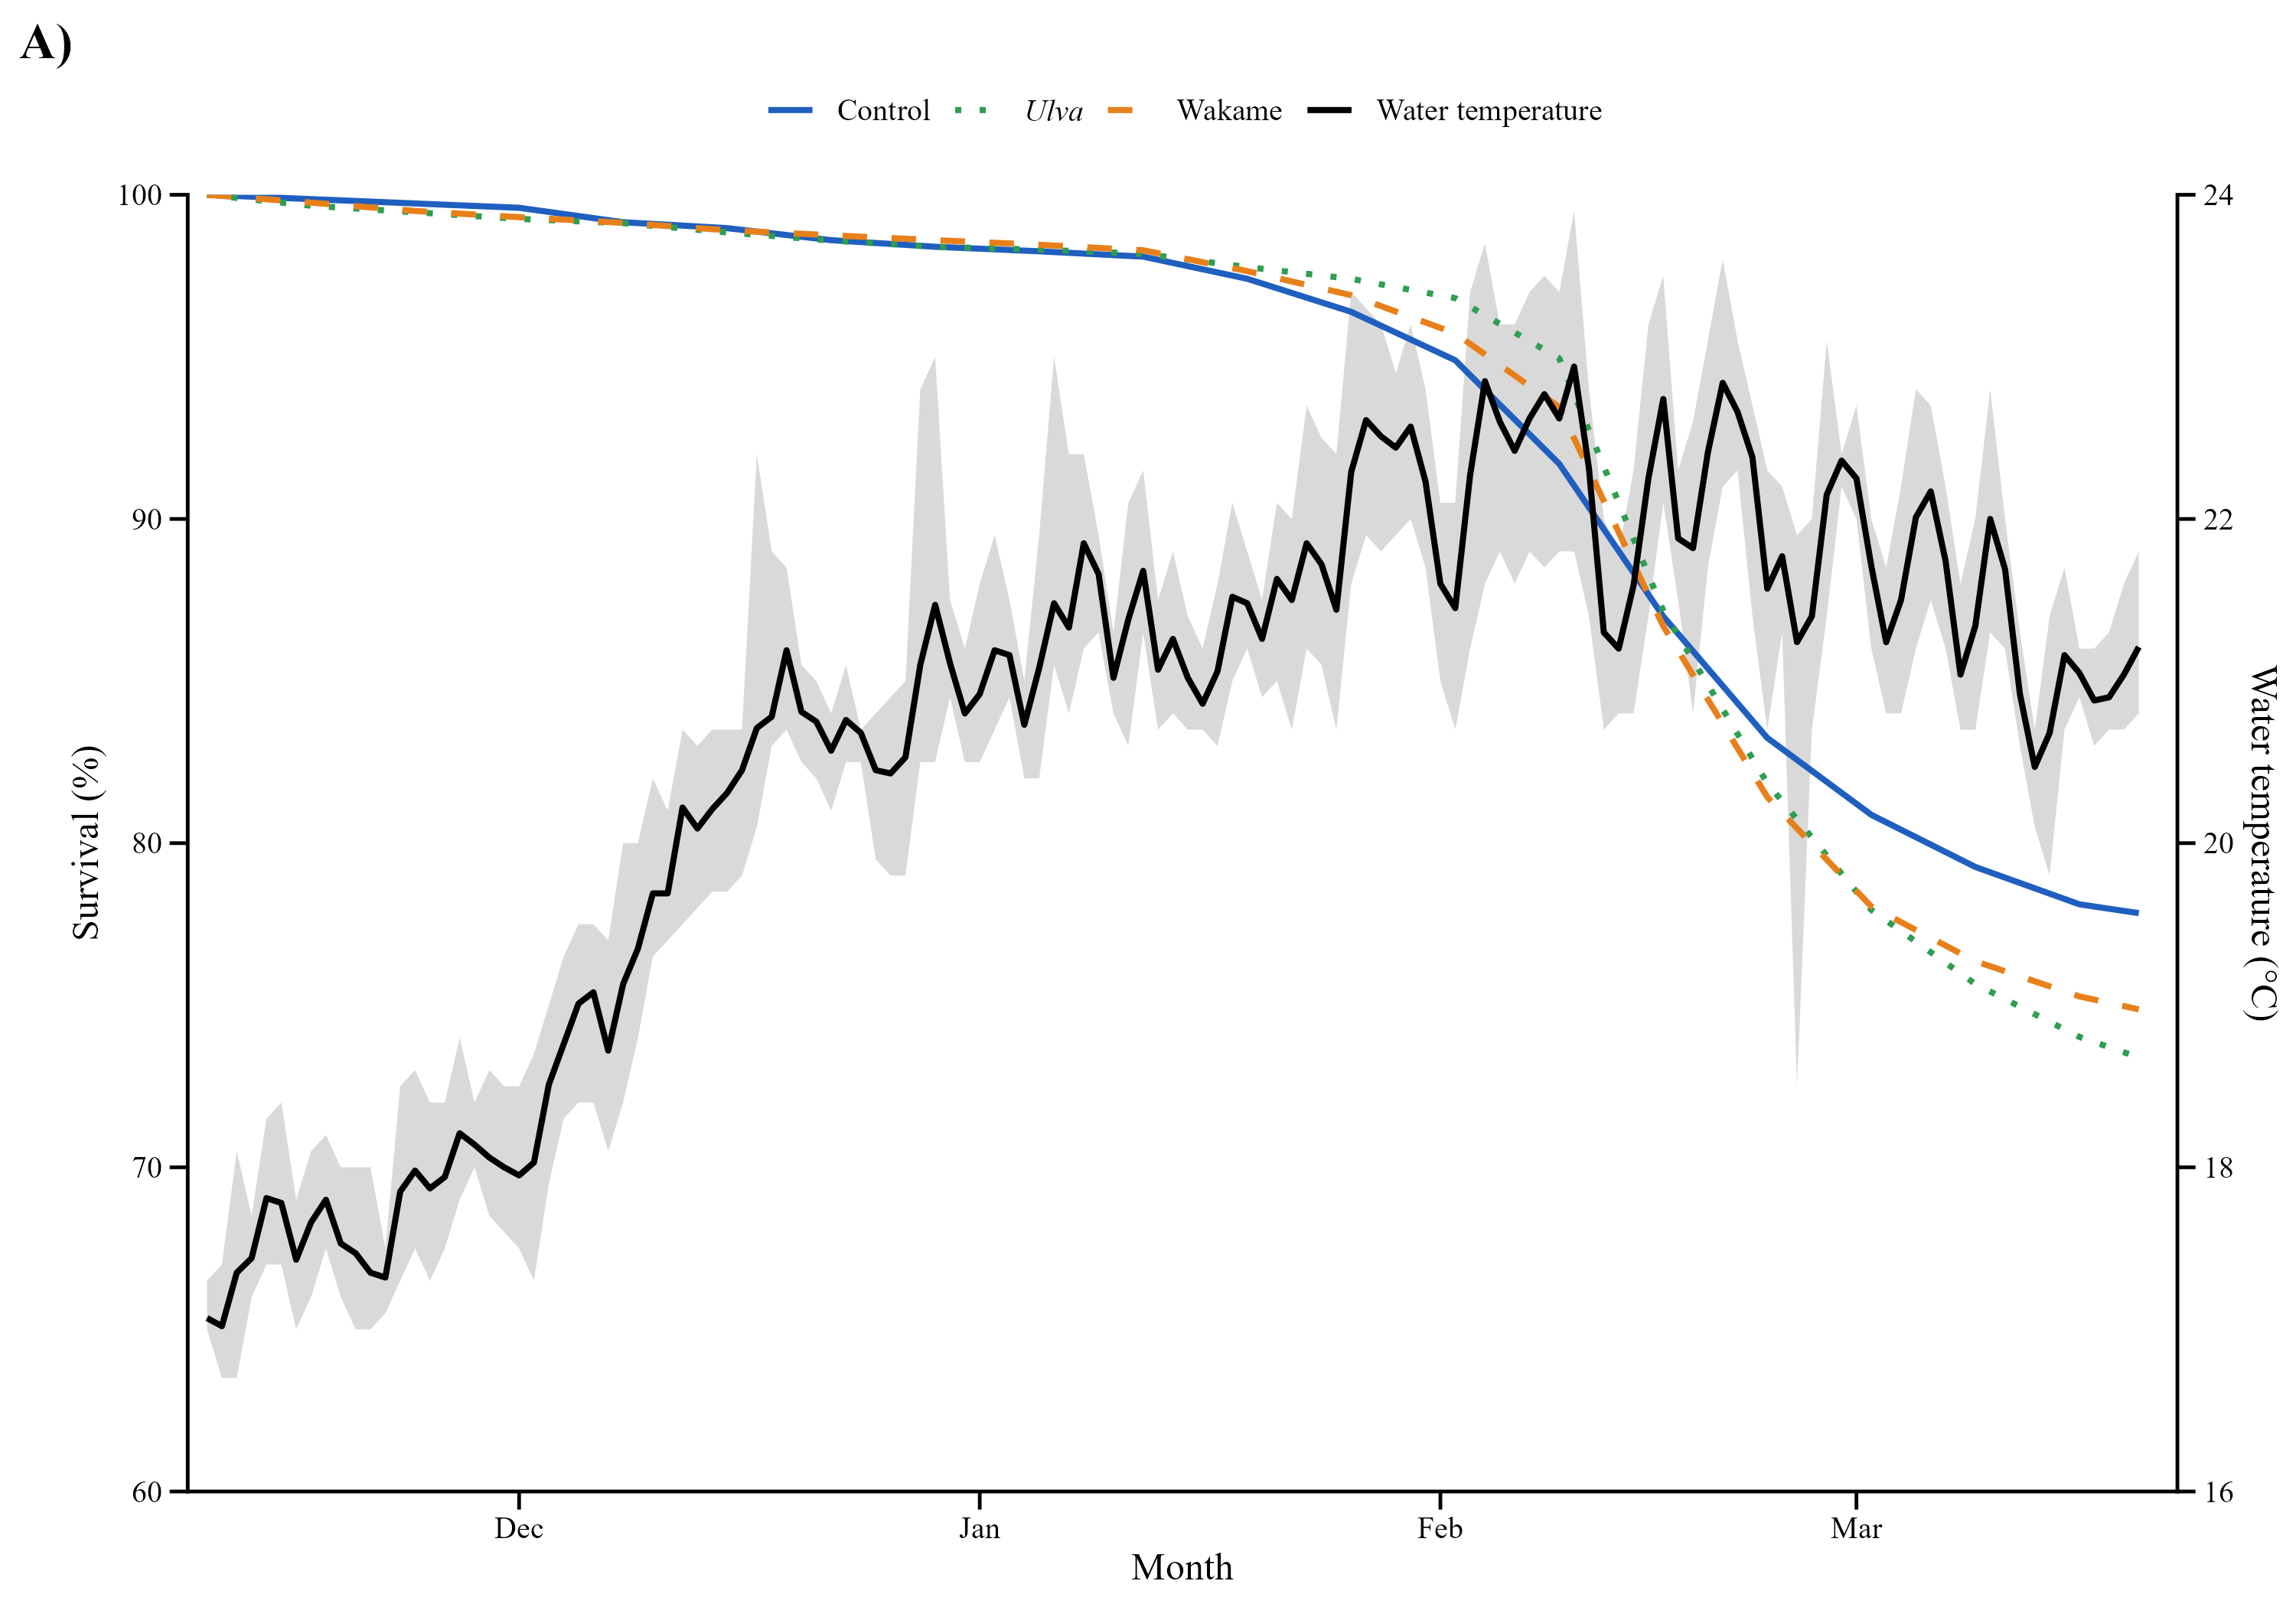 A)
Control Ulva Wakame Water temperature
100
90
80
70
60
Survival (%)
24
22
20
18
16
Water temperature (°C)
Dec Jan Feb Mar
Month